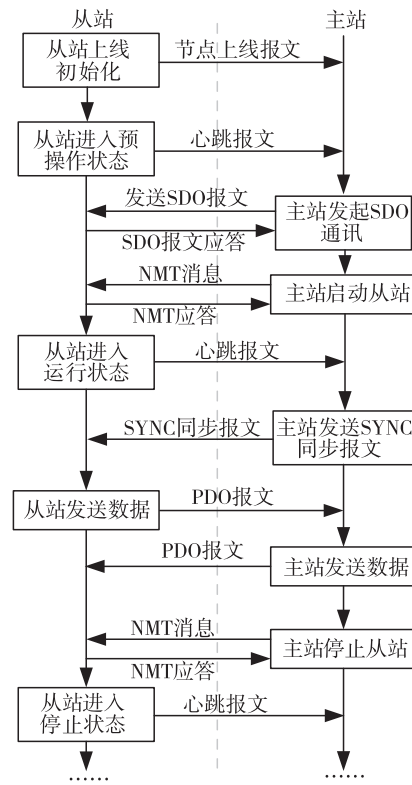 从站
主站
从站上线
初始化
节点上线报文
从站进入预
操作状态
心跳报文
发送SDO报文
主站发起SDO
通讯
SDO报文应答
NMT消息
主站启动从站
NMT应答
从站进入
运行状态
心跳报文
SYNC同步报文
主站发送SYNC
同步报文
从站发送数据
PDO报文
PDO报文
主站发送数据
NMT消息
主站停止从站
NMT应答
从站进入
停止状态
心跳报文
……
……